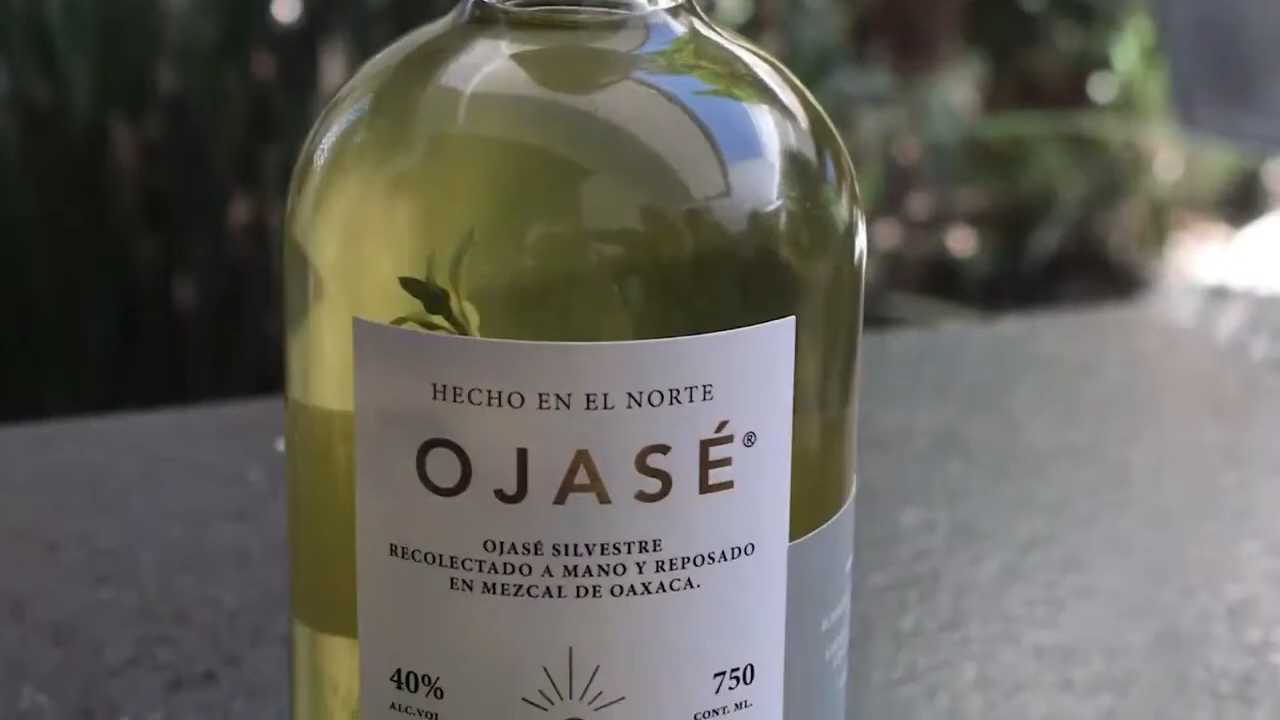 HECHO EN EL NORTE
OJASÉ®
OJASÉ SILVESTRE
RECOLECTADO A MANO Y REPOSADO
EN MEZCAL DE OAXACA.
40%
ALC.VOL
750
CONT. ML.